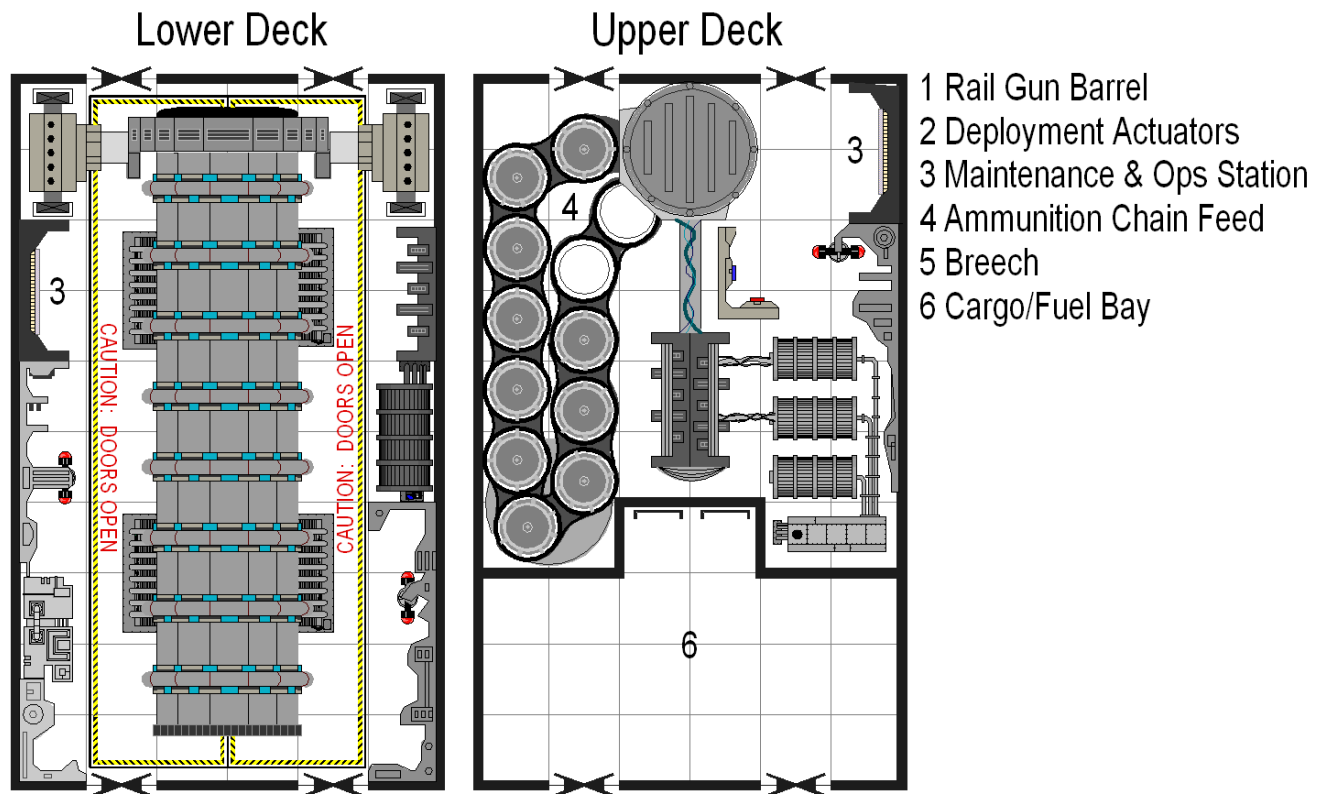 Lower Deck
Upper Deck
1 Rail Gun Barrel
2 Deployment Actuators
3 Maintenance & Ops Station
4 Ammunition Chain Feed
5 Breech
6 Cargo/Fuel Bay
3
CAUTION: DOORS OPEN
CAUTION: DOORS OPEN
4
3
6